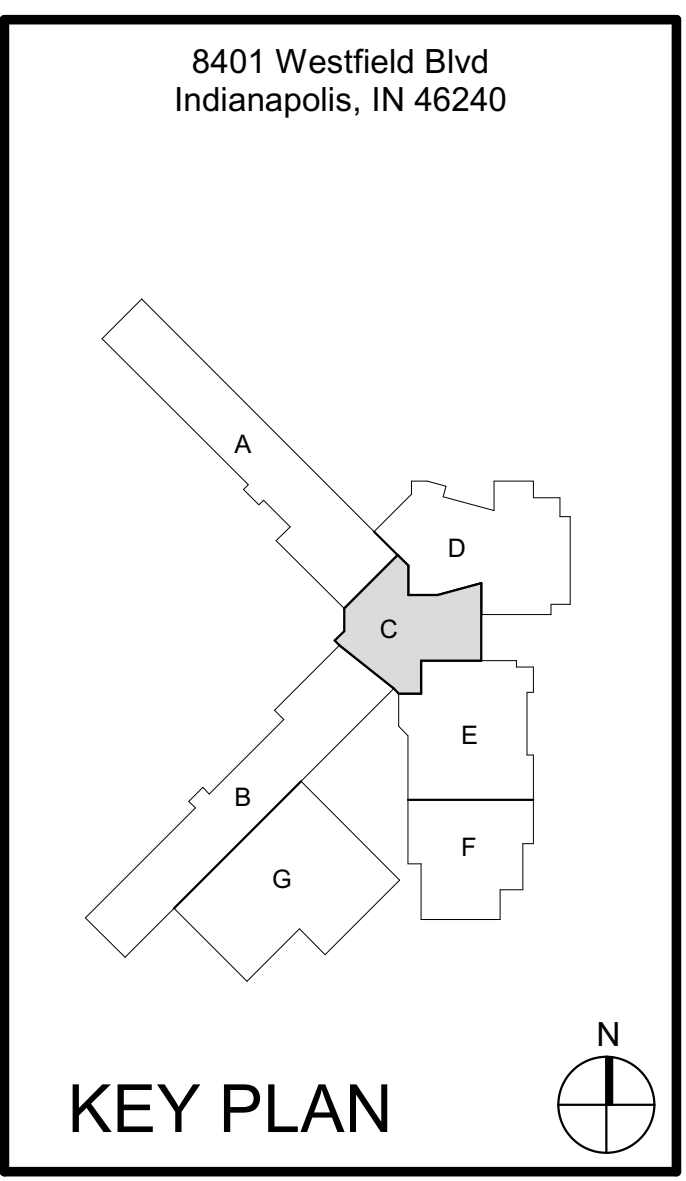 8401 Westfield Blvd
Indianapolis, IN 46240
A
D
C
E
B
F
G
N
KEY PLAN